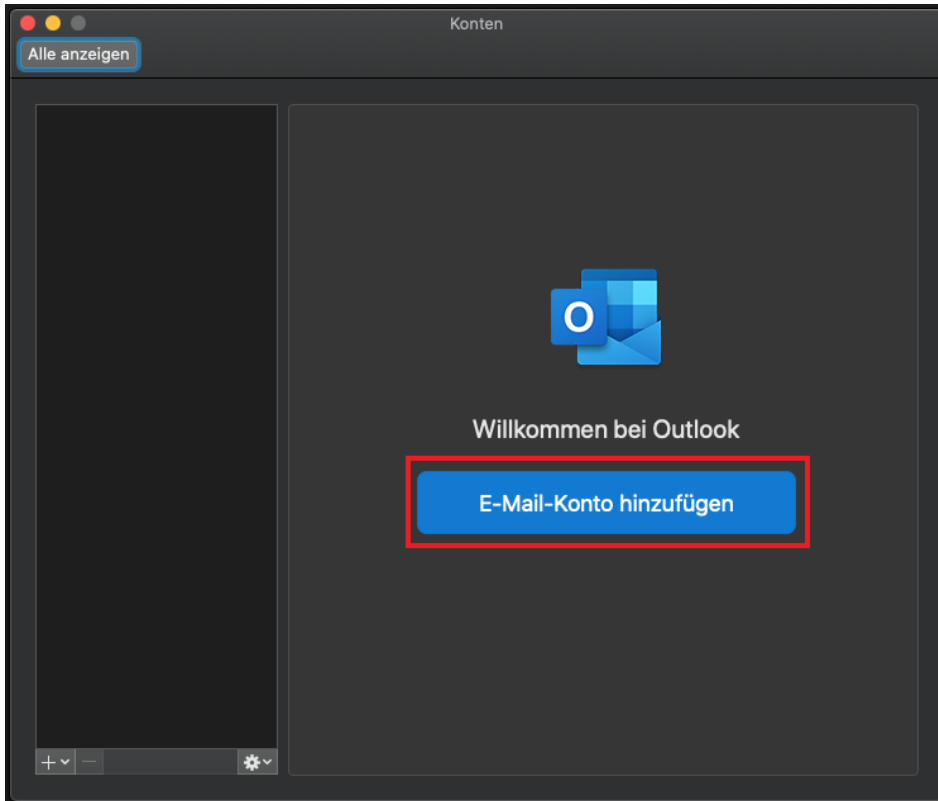 Konten
Alle anzeigen
O
Willkommen bei Outlook
E-Mail-Konto hinzufügen